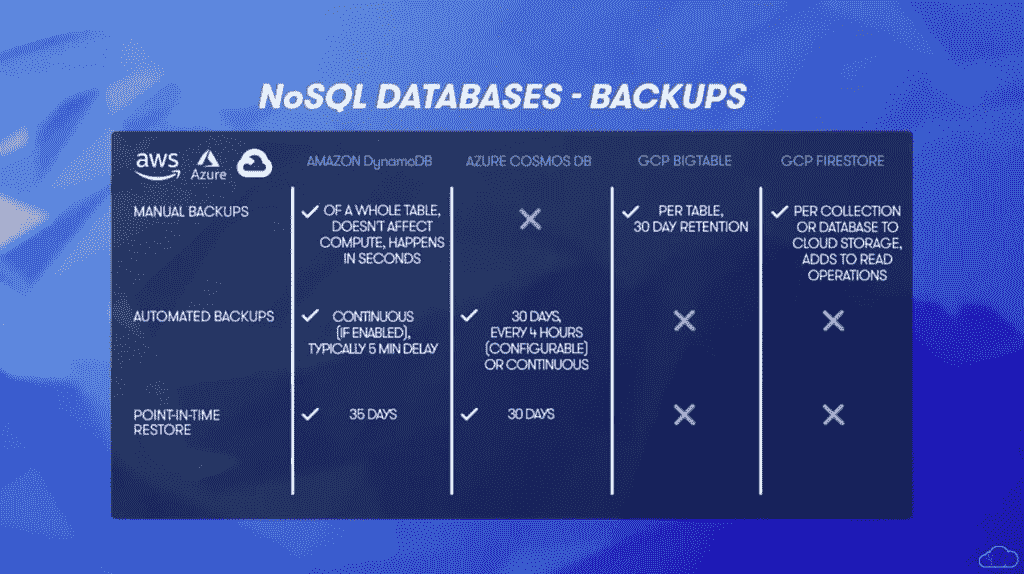 NoSQL DATABASES - BACKUPS
aws
Azure
AMAZON DynamoDB
AZURE COSMOS DB
GCP BIGTABLE
GCP FIRESTORE
MANUAL BACKUPS
OF A WHOLE TABLE,
DOESN'T AFFECT
COMPUTE, HAPPENS
IN SECONDS
PER TABLE,
30 DAY RETENTION
PER COLLECTION
OR DATABASE TO
CLOUD STORAGE,
ADDS TO READ
OPERATIONS
AUTOMATED BACKUPS
CONTINUOUS
(IF ENABLED),
TYPICALLY 5 MIN DELAY
30 DAYS,
EVERY 4 HOURS
(CONFIGURABLE)
OR CONTINUOUS
POINT-IN-TIME
RESTORE
35 DAYS
30 DAYS